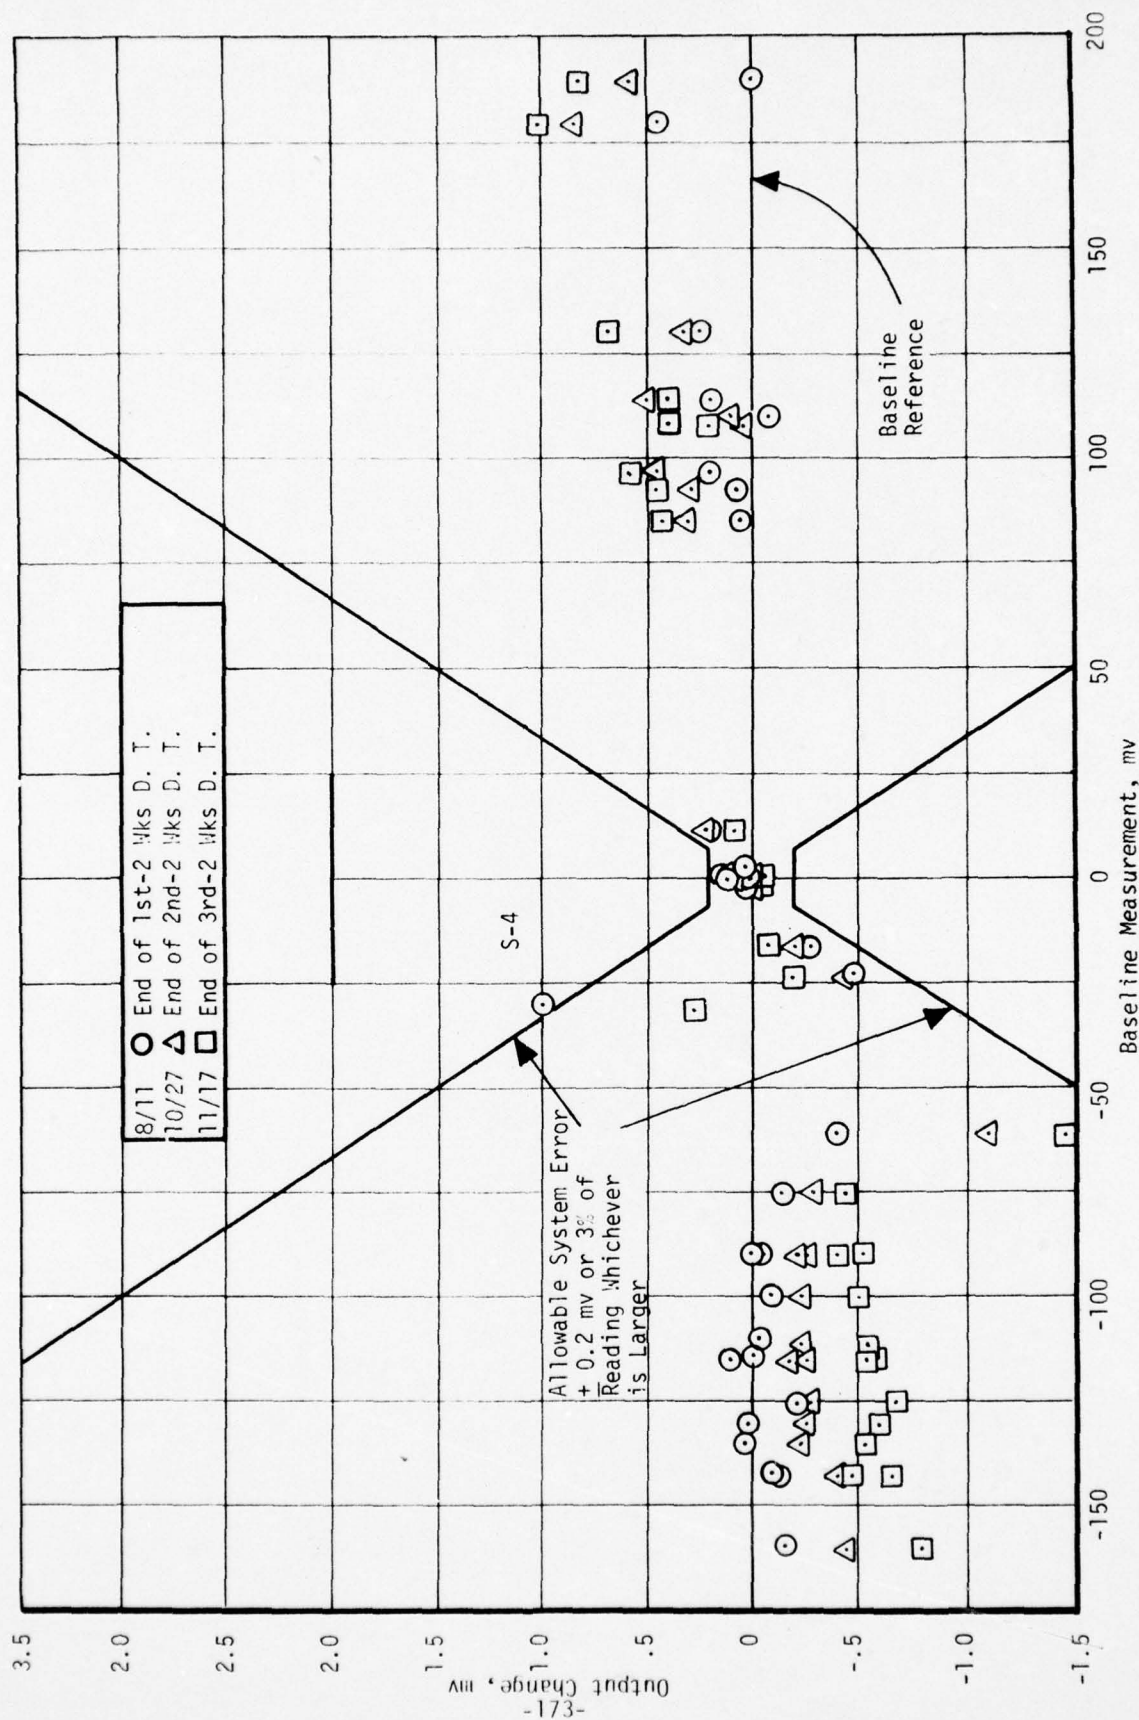 8/11 O End of 1st-2 Wks D. T.
10/27 △ End of 2nd-2 Wks D. T.
11/17 □ End of 3rd-2 Wks D. T.
S-4
Allowable System Error
± 0.2 mv or 3% of
Reading Whichever
is Larger
Baseline
Reference
3.5
2.0
2.5
2.0
1.5
1.0
.5
0
-.5
-1.0
-1.5
Output Change, mv
-150
-100
-50
0
50
100
150
200
Baseline Measurement, mv
-173-